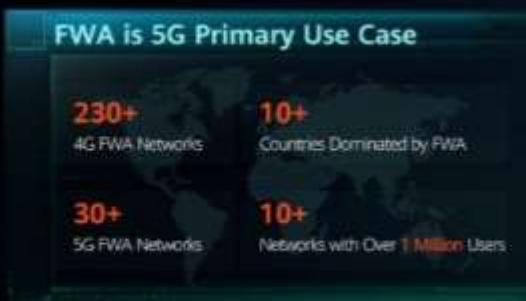 FWA is 5G Primary Use Case
230+
4G FWA Networks
10+
Countries Dominated by FWA
30+
5G FWA Networks
10+
Networks with Over 1 Million Users